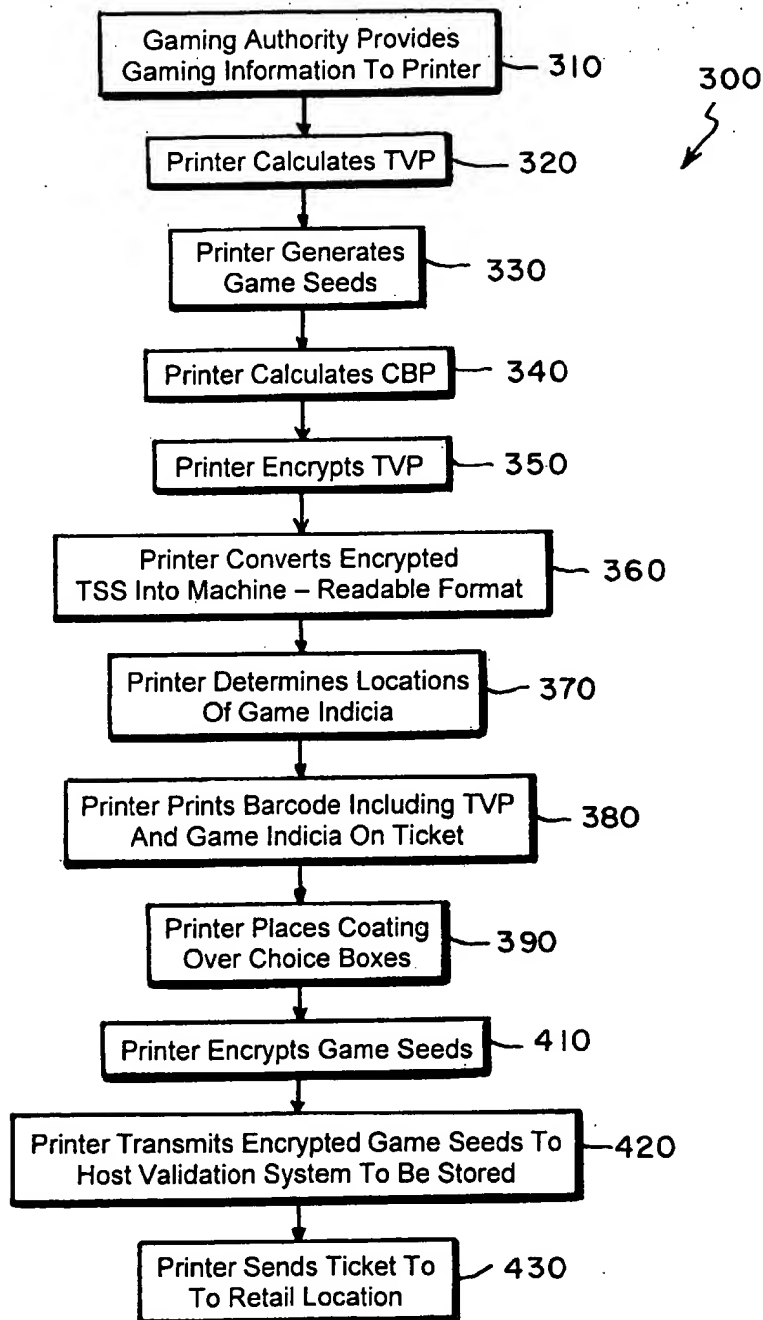 Gaming Authority Provides
Gaming Information To Printer
310
300
Printer Calculates TVP
320
Printer Generates
Game Seeds
330
Printer Calculates CBP
340
Printer Encrypts TVP
350
Printer Converts Encrypted
TSS Into Machine – Readable Format
360
Printer Determines Locations
Of Game Indicia
370
Printer Prints Barcode Including TVP
And Game Indicia On Ticket
380
Printer Places Coating
Over Choice Boxes
390
Printer Encrypts Game Seeds
410
Printer Transmits Encrypted Game Seeds To
Host Validation System To Be Stored
420
Printer Sends Ticket To
To Retail Location
430